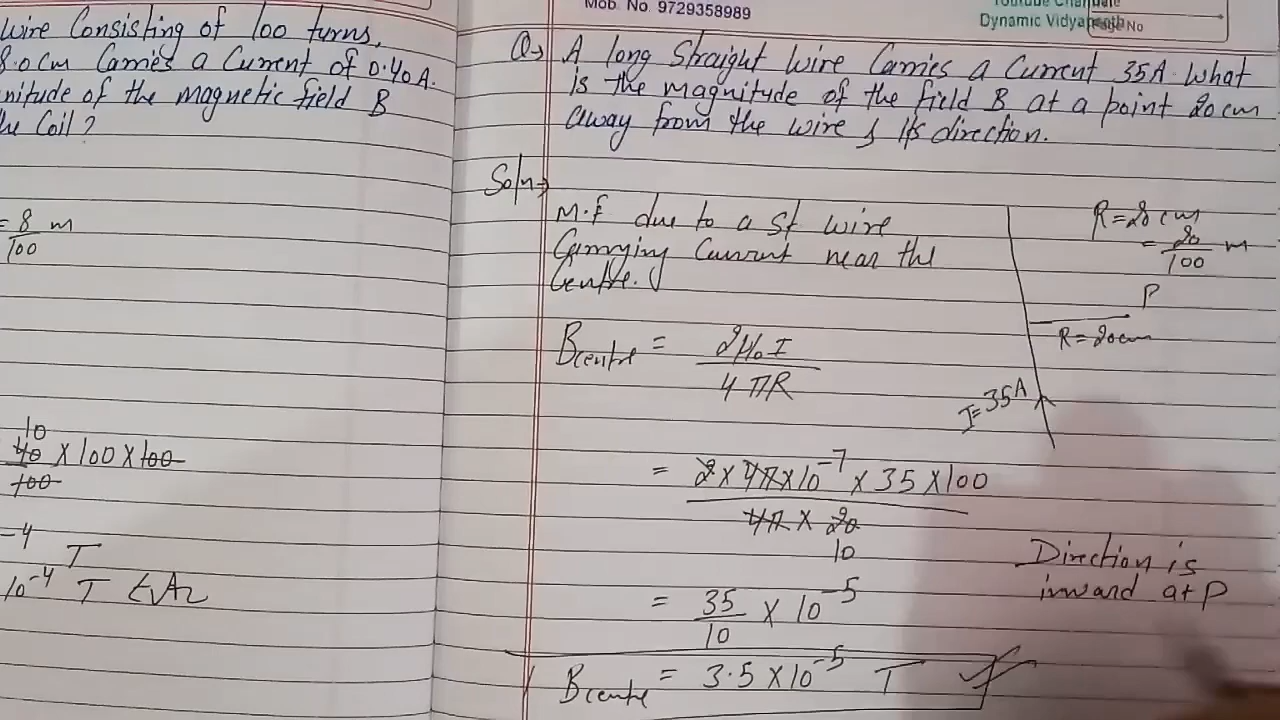 Mob. No. 9729358989
Dynamic Vidyapeeth
Page No
wire Consisting of 100 turns,
8.0 cm Carries a Current of 0.40A.
nitude of the magnetic field B
he Coil?
= 8/100 m
10
40/100 × 100 × 100
-4 T
10^-4 T
Q→ A long Straight wire Carries a Current 35A. What
is the magnitude of the field B at a point 20 cm
away from the wire & its direction.
Soln→
M.f due to a St wire
Carrying Current near the
Centre.
B centre = 2μ₀I / 4πR
= 2 × 4π × 10^-7 × 35 × 100 / 4π × 20
10
= 35/10 × 10^-5
B centre = 3.5 × 10^-5 T
R = 20 cm
= 20/100 m
P
R = 20cm
I = 35A
Direction is
inward at P